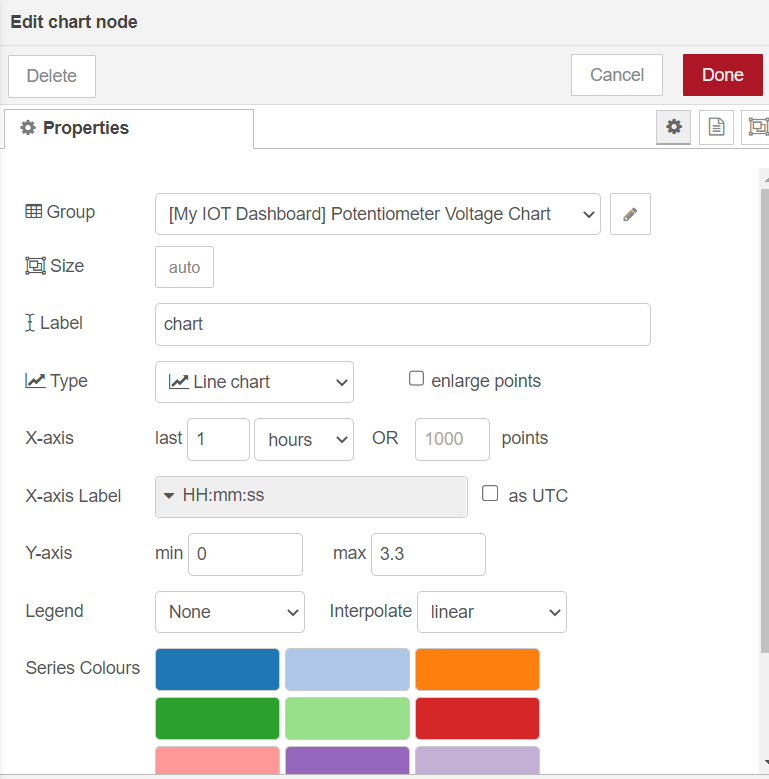 Edit chart node
Delete Cancel Done
Properties
Group [My IOT Dashboard] Potentiometer Voltage Chart
Size auto
Label chart
Type Line chart enlarge points
X-axis last 1 hours OR 1000 points
X-axis Label HH:mm:ss as UTC
Y-axis min 0 max 3.3
Legend None Interpolate linear
Series Colours